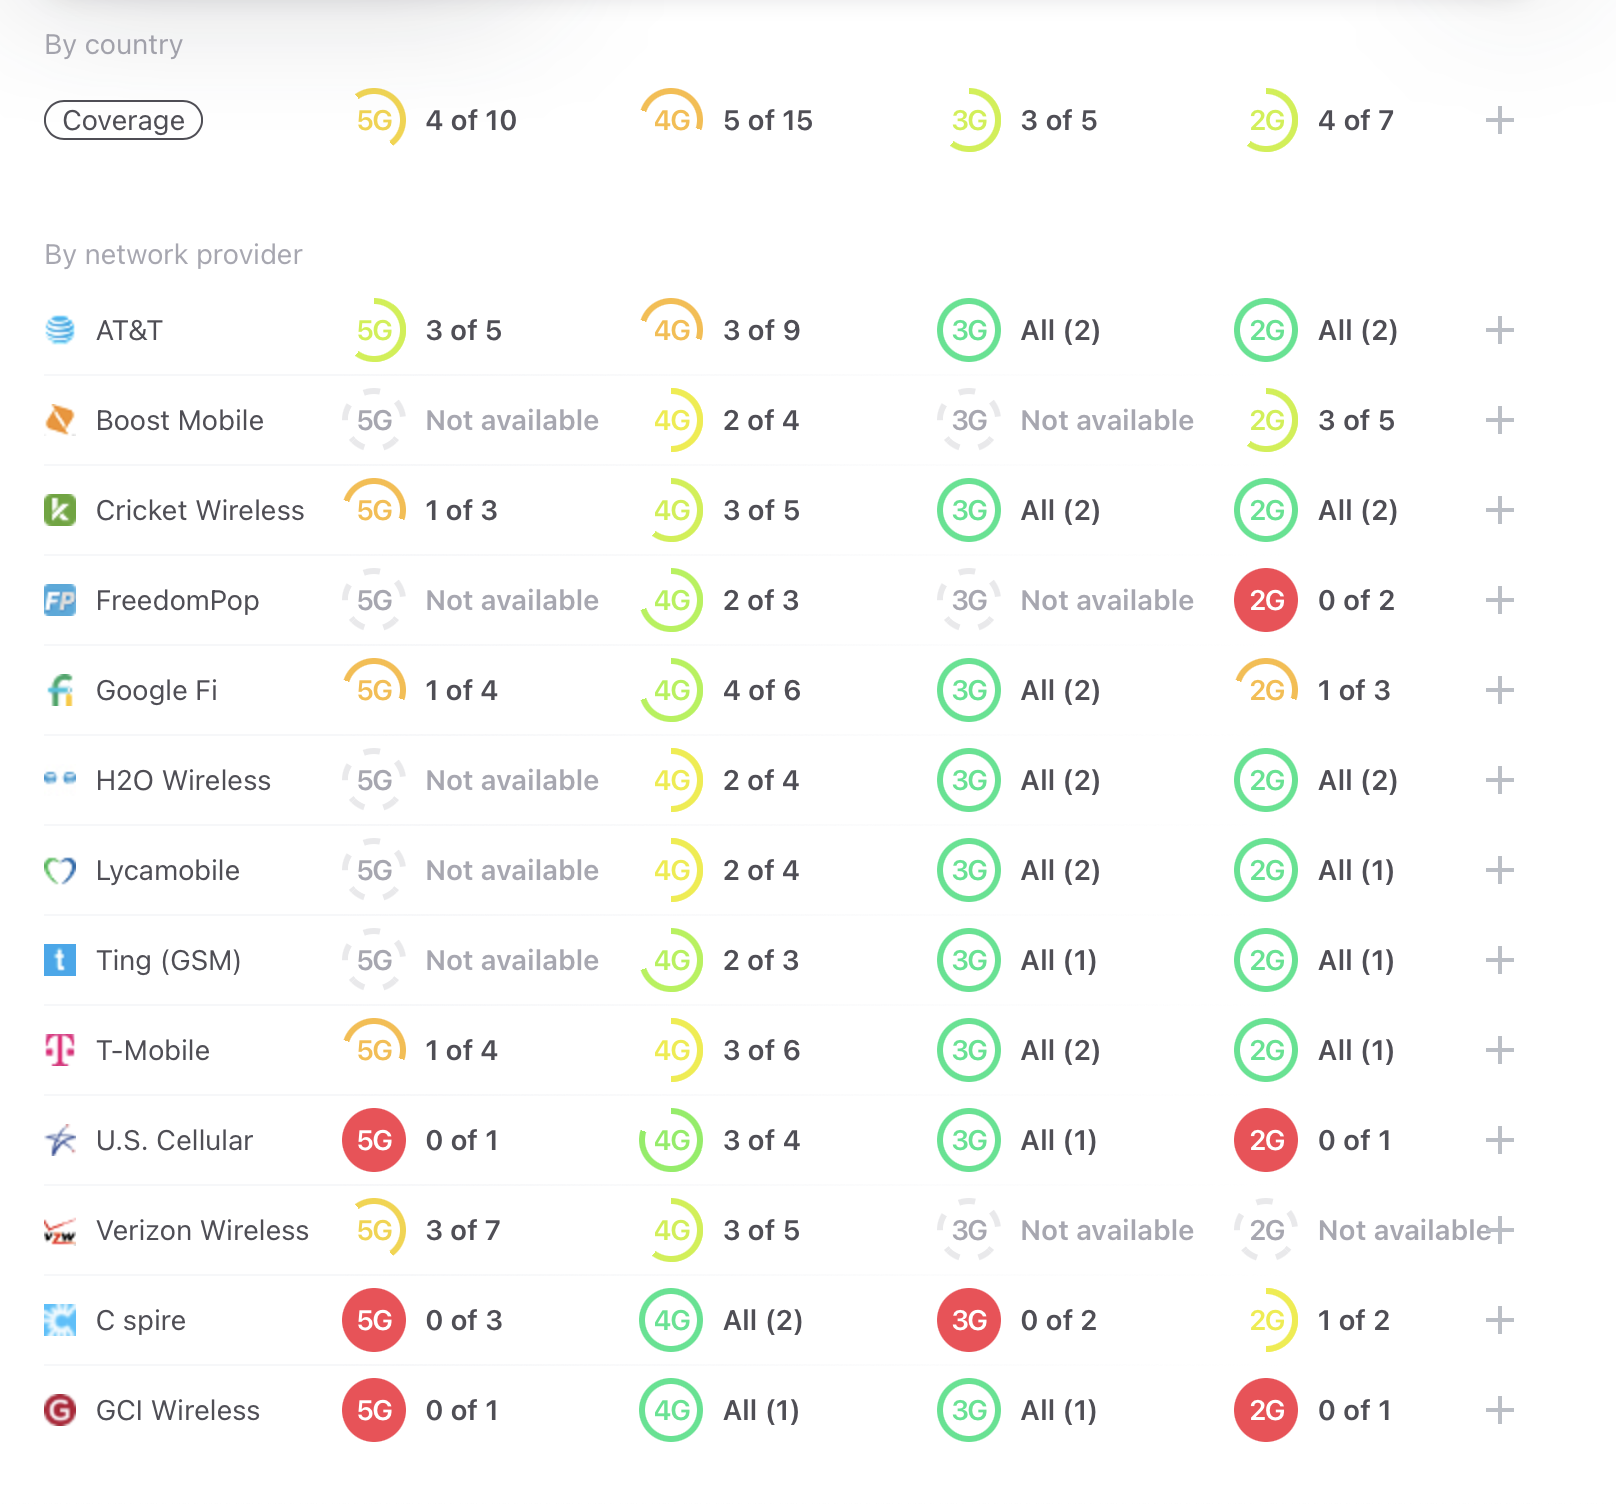 By country
Coverage 5G 4 of 10 4G 5 of 15 3G 3 of 5 2G 4 of 7
By network provider
AT&T 5G 3 of 5 4G 3 of 9 3G All (2) 2G All (2)
Boost Mobile 5G Not available 4G 2 of 4 3G Not available 2G 3 of 5
k Cricket Wireless 5G 1 of 3 4G 3 of 5 3G All (2) 2G All (2)
FP FreedomPop 5G Not available 4G 2 of 3 3G Not available 2G 0 of 2
fi Google Fi 5G 1 of 4 4G 4 of 6 3G All (2) 2G 1 of 3
H2O Wireless 5G Not available 4G 2 of 4 3G All (2) 2G All (2)
Lycamobile 5G Not available 4G 2 of 4 3G All (2) 2G All (1)
t Ting (GSM) 5G Not available 4G 2 of 3 3G All (1) 2G All (1)
T T-Mobile 5G 1 of 4 4G 3 of 6 3G All (2) 2G All (1)
U.S. Cellular 5G 0 of 1 4G 3 of 4 3G All (1) 2G 0 of 1
vzw Verizon Wireless 5G 3 of 7 4G 3 of 5 3G Not available 2G Not available
C C spire 5G 0 of 3 4G All (2) 3G 0 of 2 2G 1 of 2
G GCI Wireless 5G 0 of 1 4G All (1) 3G All (1) 2G 0 of 1